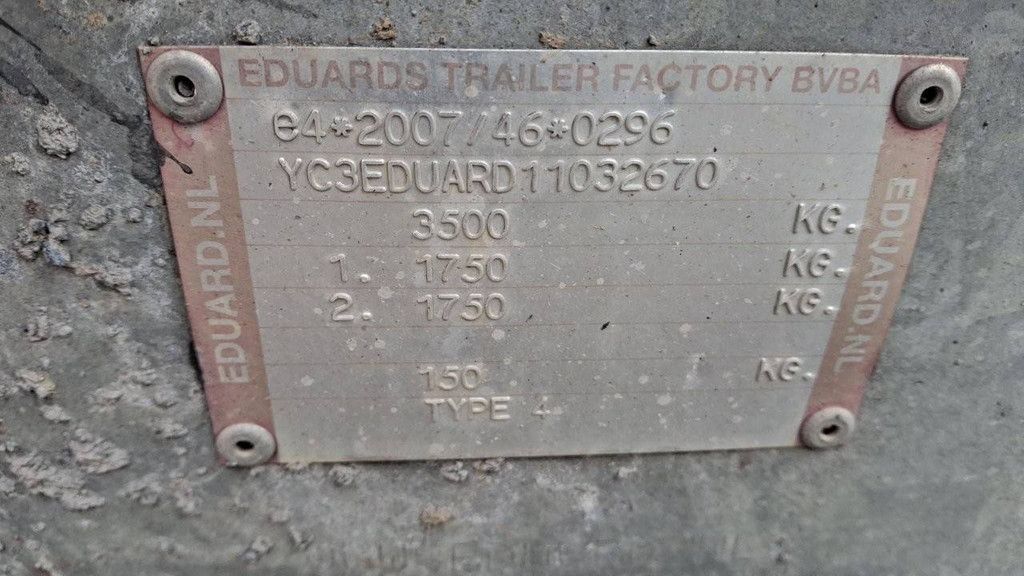 EDUARDS TRAILER FACTORY BVBA
e4*2007/46*0296
YC3EDUARD11032670
3500 KG.
1. 1750 KG.
2. 1750 KG.
150 KG.
TYPE 4
EDUARD.NL
EDUARD.NL